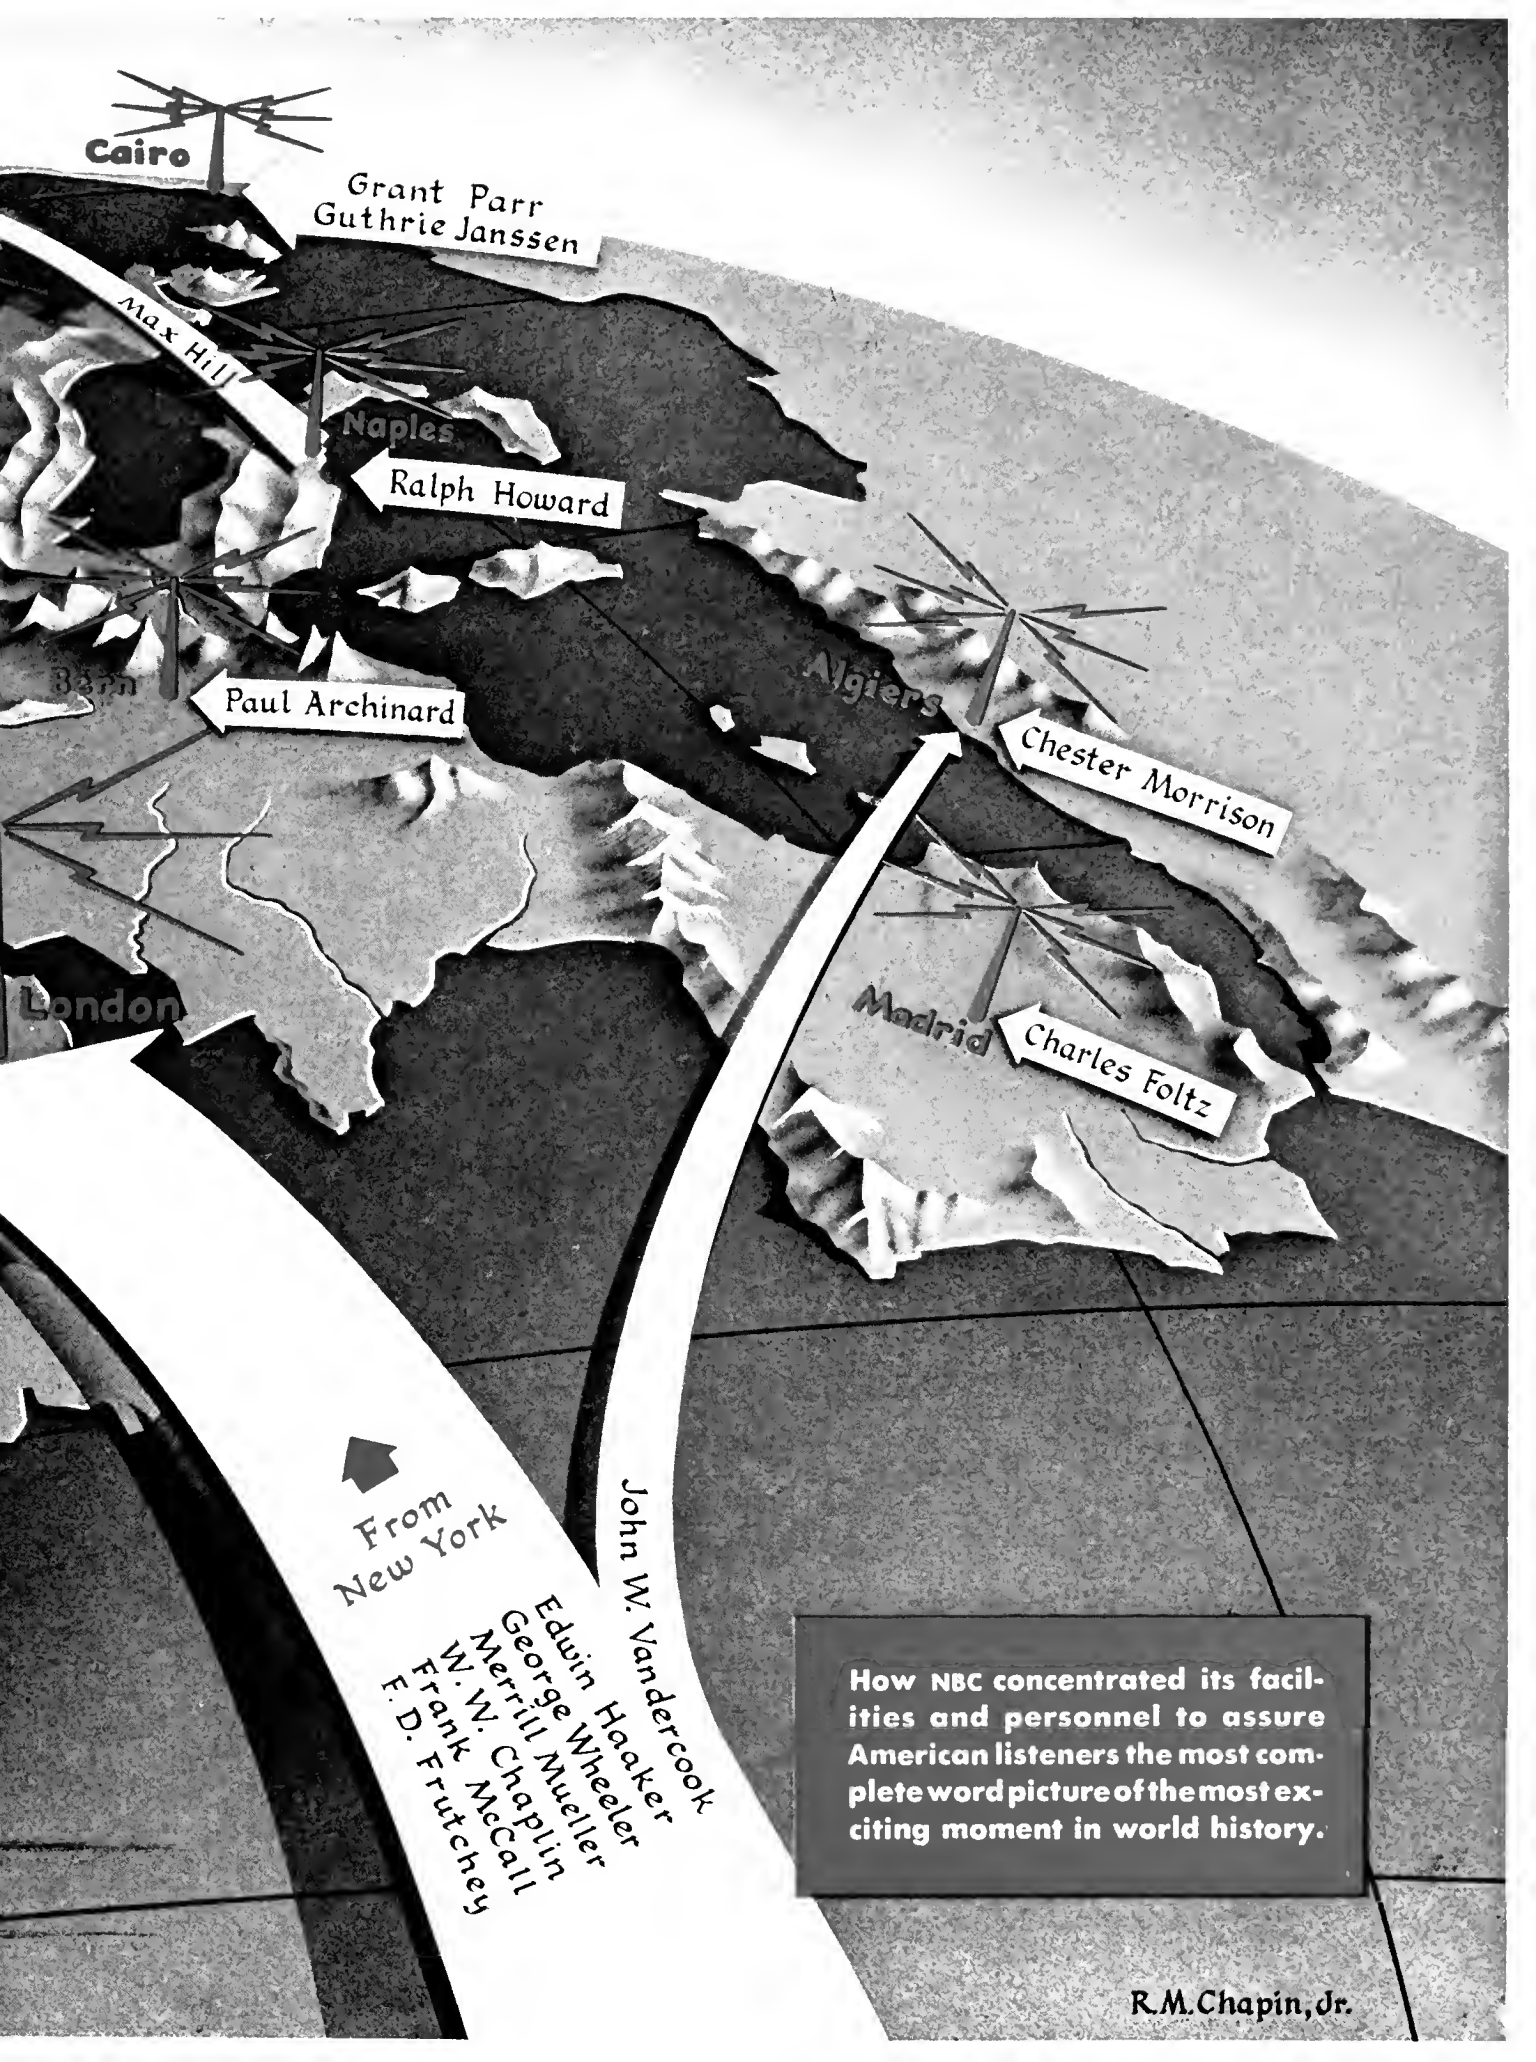 Cairo
Grant Parr
Guthrie Janssen
Max Hill
Naples
Ralph Howard
Bern
Paul Archinard
Algiers
Chester Morrison
London
Madrid
Charles Foltz
From
New York
John W. Vandercook
Edwin Haaker
George Wheeler
Merrill Mueller
W. W. Chaplin
Frank McCall
F. D. Frutchey
How NBC concentrated its facil-
ities and personnel to assure
American listeners the most com-
plete word picture of the most ex-
citing moment in world history.
R.M.Chapin, Jr.